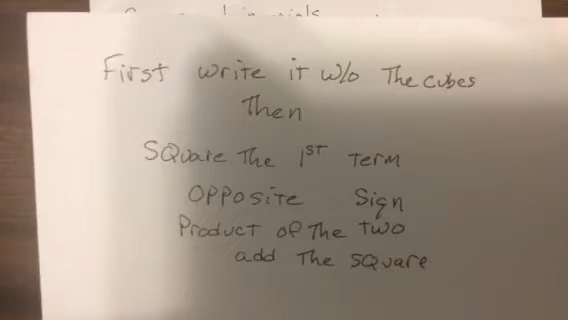 First write it w/o The cubes
Then
Square The 1ST Term
OPPOSITE Sign
Product of The Two
add The square